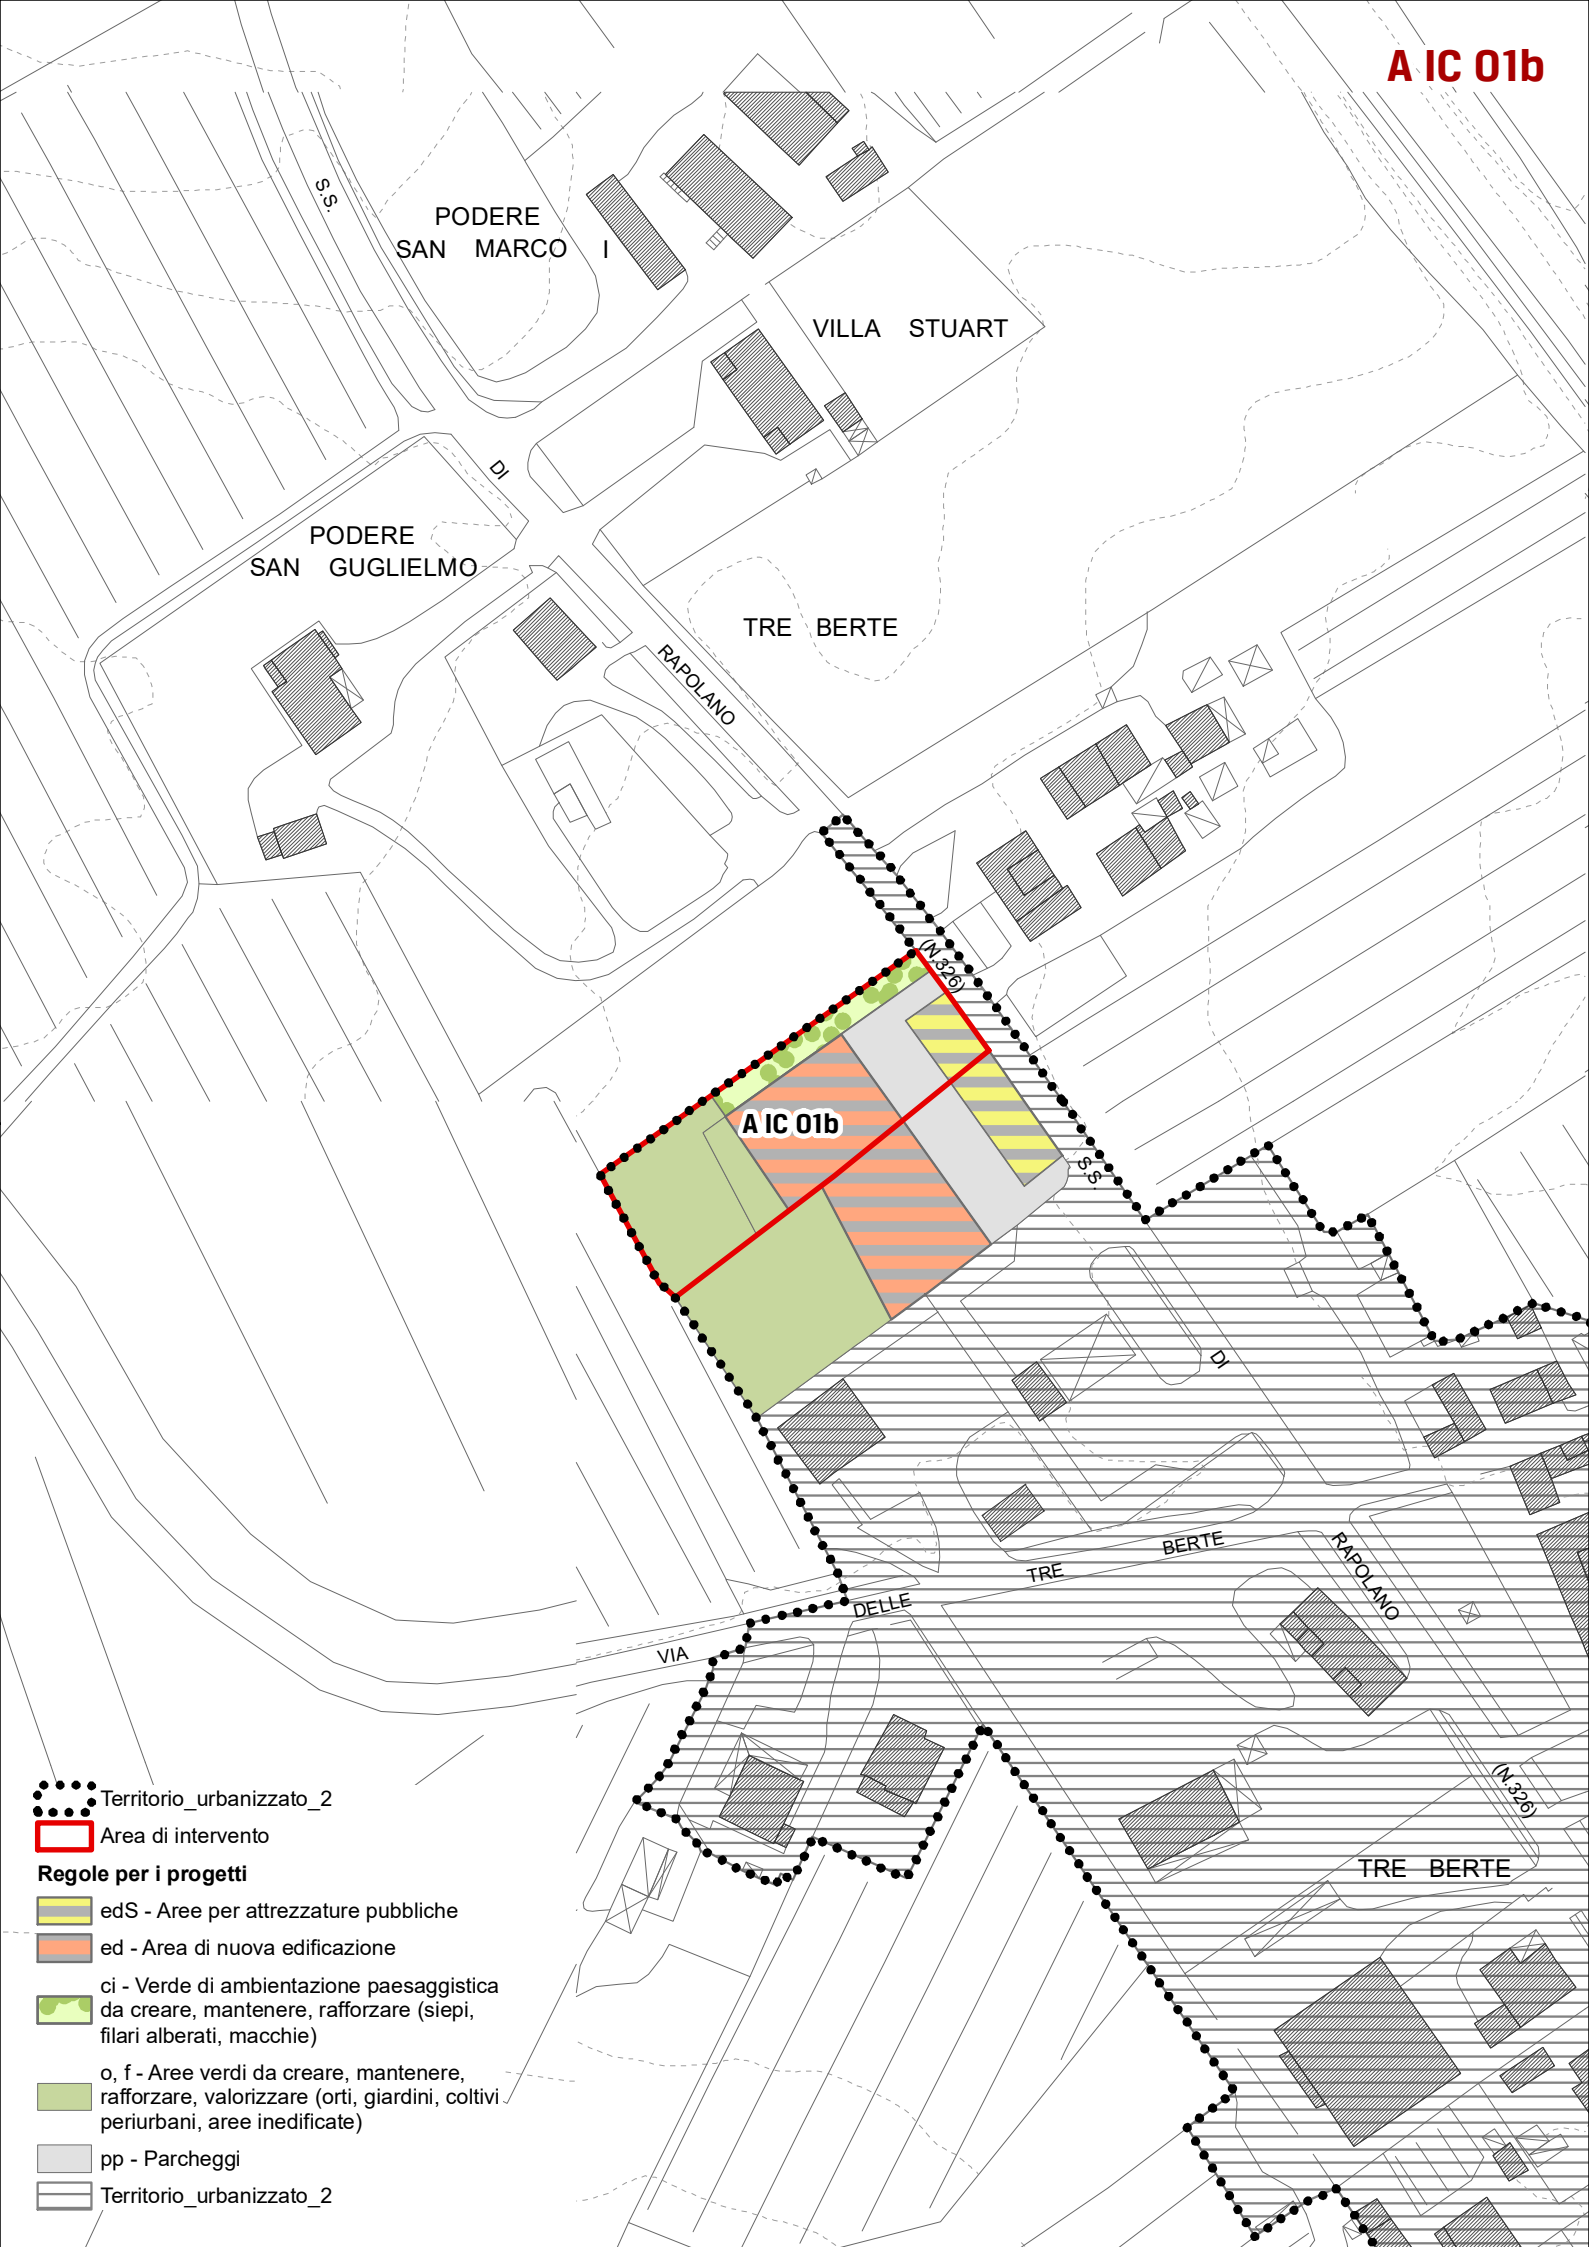 A IC 01b
S.S.
PODERE
SAN MARCO I
VILLA STUART
DI
PODERE
SAN GUGLIELMO
TRE BERTE
RAPOLANO
(N.326)
A IC 01b
S.S.
DI
BERTE
TRE
RAPOLANO
DELLE
VIA
(N.326)
TRE BERTE
Territorio_urbanizzato_2
Area di intervento
Regole per i progetti
edS - Aree per attrezzature pubbliche
ed - Area di nuova edificazione
ci - Verde di ambientazione paesaggistica
da creare, mantenere, rafforzare (siepi,
filari alberati, macchie)
o, f - Aree verdi da creare, mantenere,
rafforzare, valorizzare (orti, giardini, coltivi
periurbani, aree inedificate)
pp - Parcheggi
Territorio_urbanizzato_2